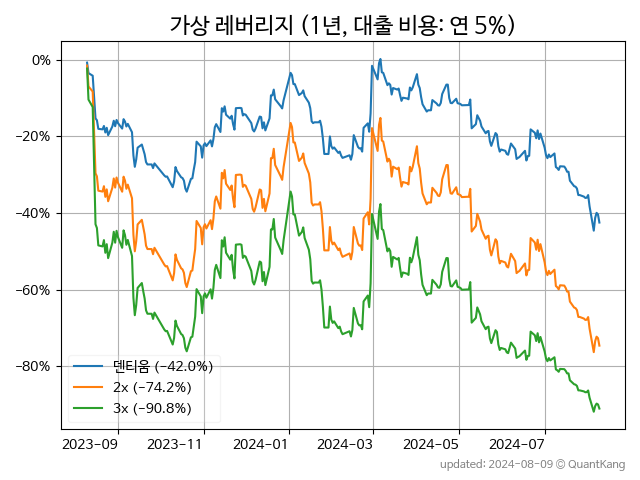 가상 레버리지 (1년, 대출 비용: 연 5%)
0%
−20%
−40%
−60%
−80%
덴티움 (−42.0%)
2x (−74.2%)
3x (−90.8%)
2023-09 2023-11 2024-01 2024-03 2024-05 2024-07
updated: 2024-08-09 © QuantKang